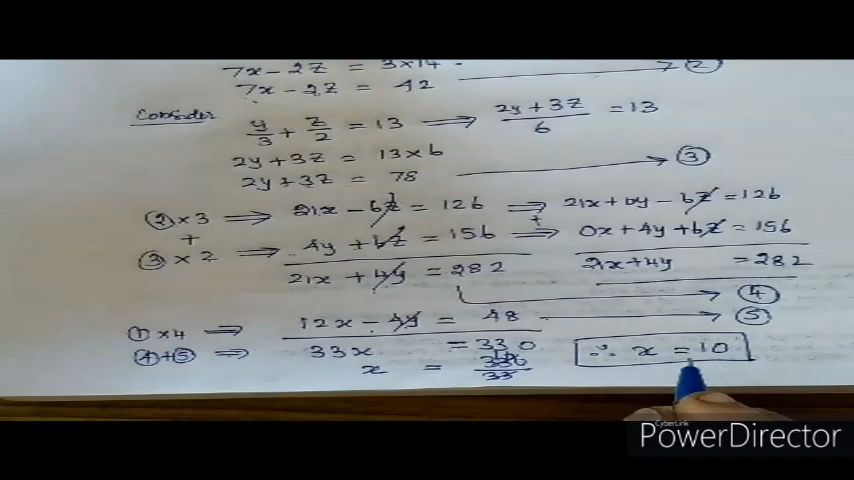 7x - 2z = 3x14
7x - 2z = 42 ⟶ ②
Consider
y/3 + z/2 = 13 ⟹ (2y + 3z)/6 = 13
2y + 3z = 13 x 6
2y + 3z = 78 ⟶ ③
② x 3 ⟹ 21x - 6z = 126 ⟹ 21x + 0y - 6z = 126
+ +
③ x 2 ⟹ 4y + 6z = 156 ⟹ 0x + 4y + 6z = 156
21x + 4y = 282 21x + 4y = 282
⟶ ④
① x 4 ⟹ 12x - 4y = 48 ⟶ ⑤
④ + ⑤ ⟹ 33x = 330 ∴ x = 10
x = 330/33
CyberLink
PowerDirector